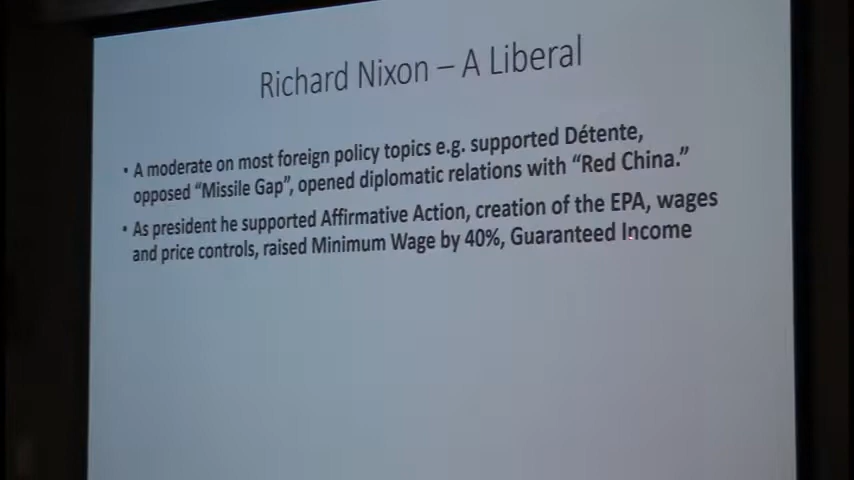 Richard Nixon – A Liberal
• A moderate on most foreign policy topics e.g. supported Détente,
opposed “Missile Gap”, opened diplomatic relations with “Red China.”
• As president he supported Affirmative Action, creation of the EPA, wages
and price controls, raised Minimum Wage by 40%, Guaranteed Income